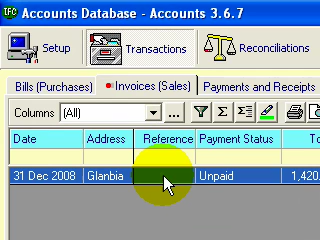 TFC Accounts Database - Accounts 3.6.7
Setup Transactions Reconciliations
Bills (Purchases) Invoices (Sales) Payments and Receipts
Columns (All) ... Σ Σ
Date Address Reference Payment Status To
31 Dec 2008 Glanbia Unpaid 1,420.